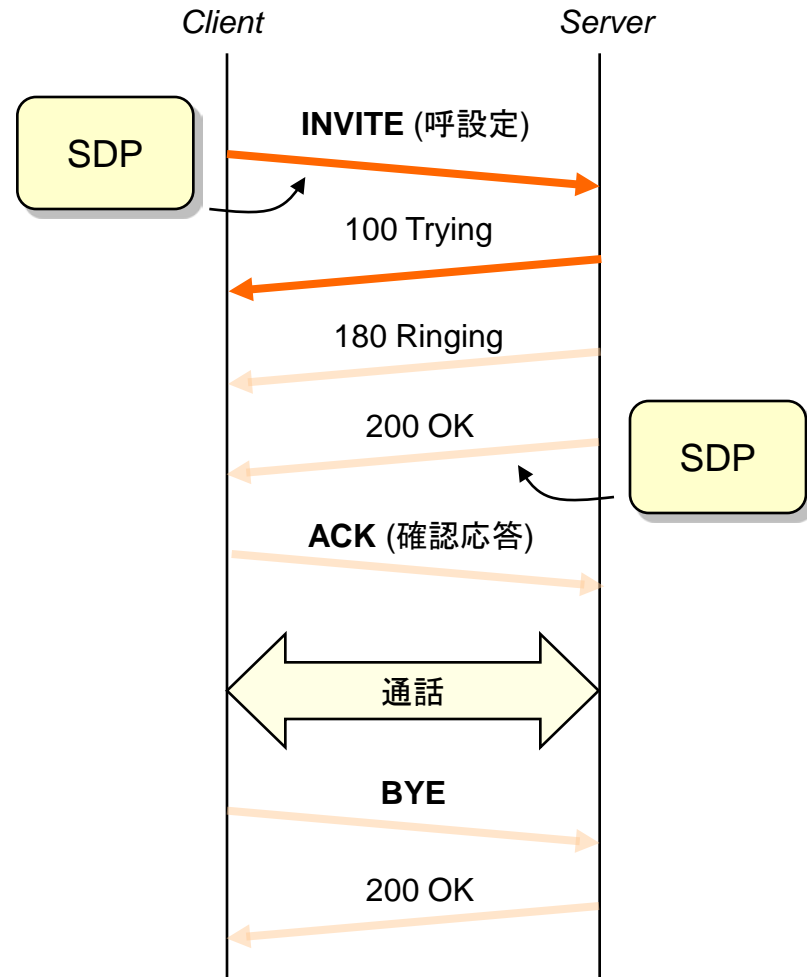 Client
Server
SDP
INVITE (呼設定)
100 Trying
180 Ringing
200 OK
SDP
ACK (確認応答)
通話
BYE
200 OK